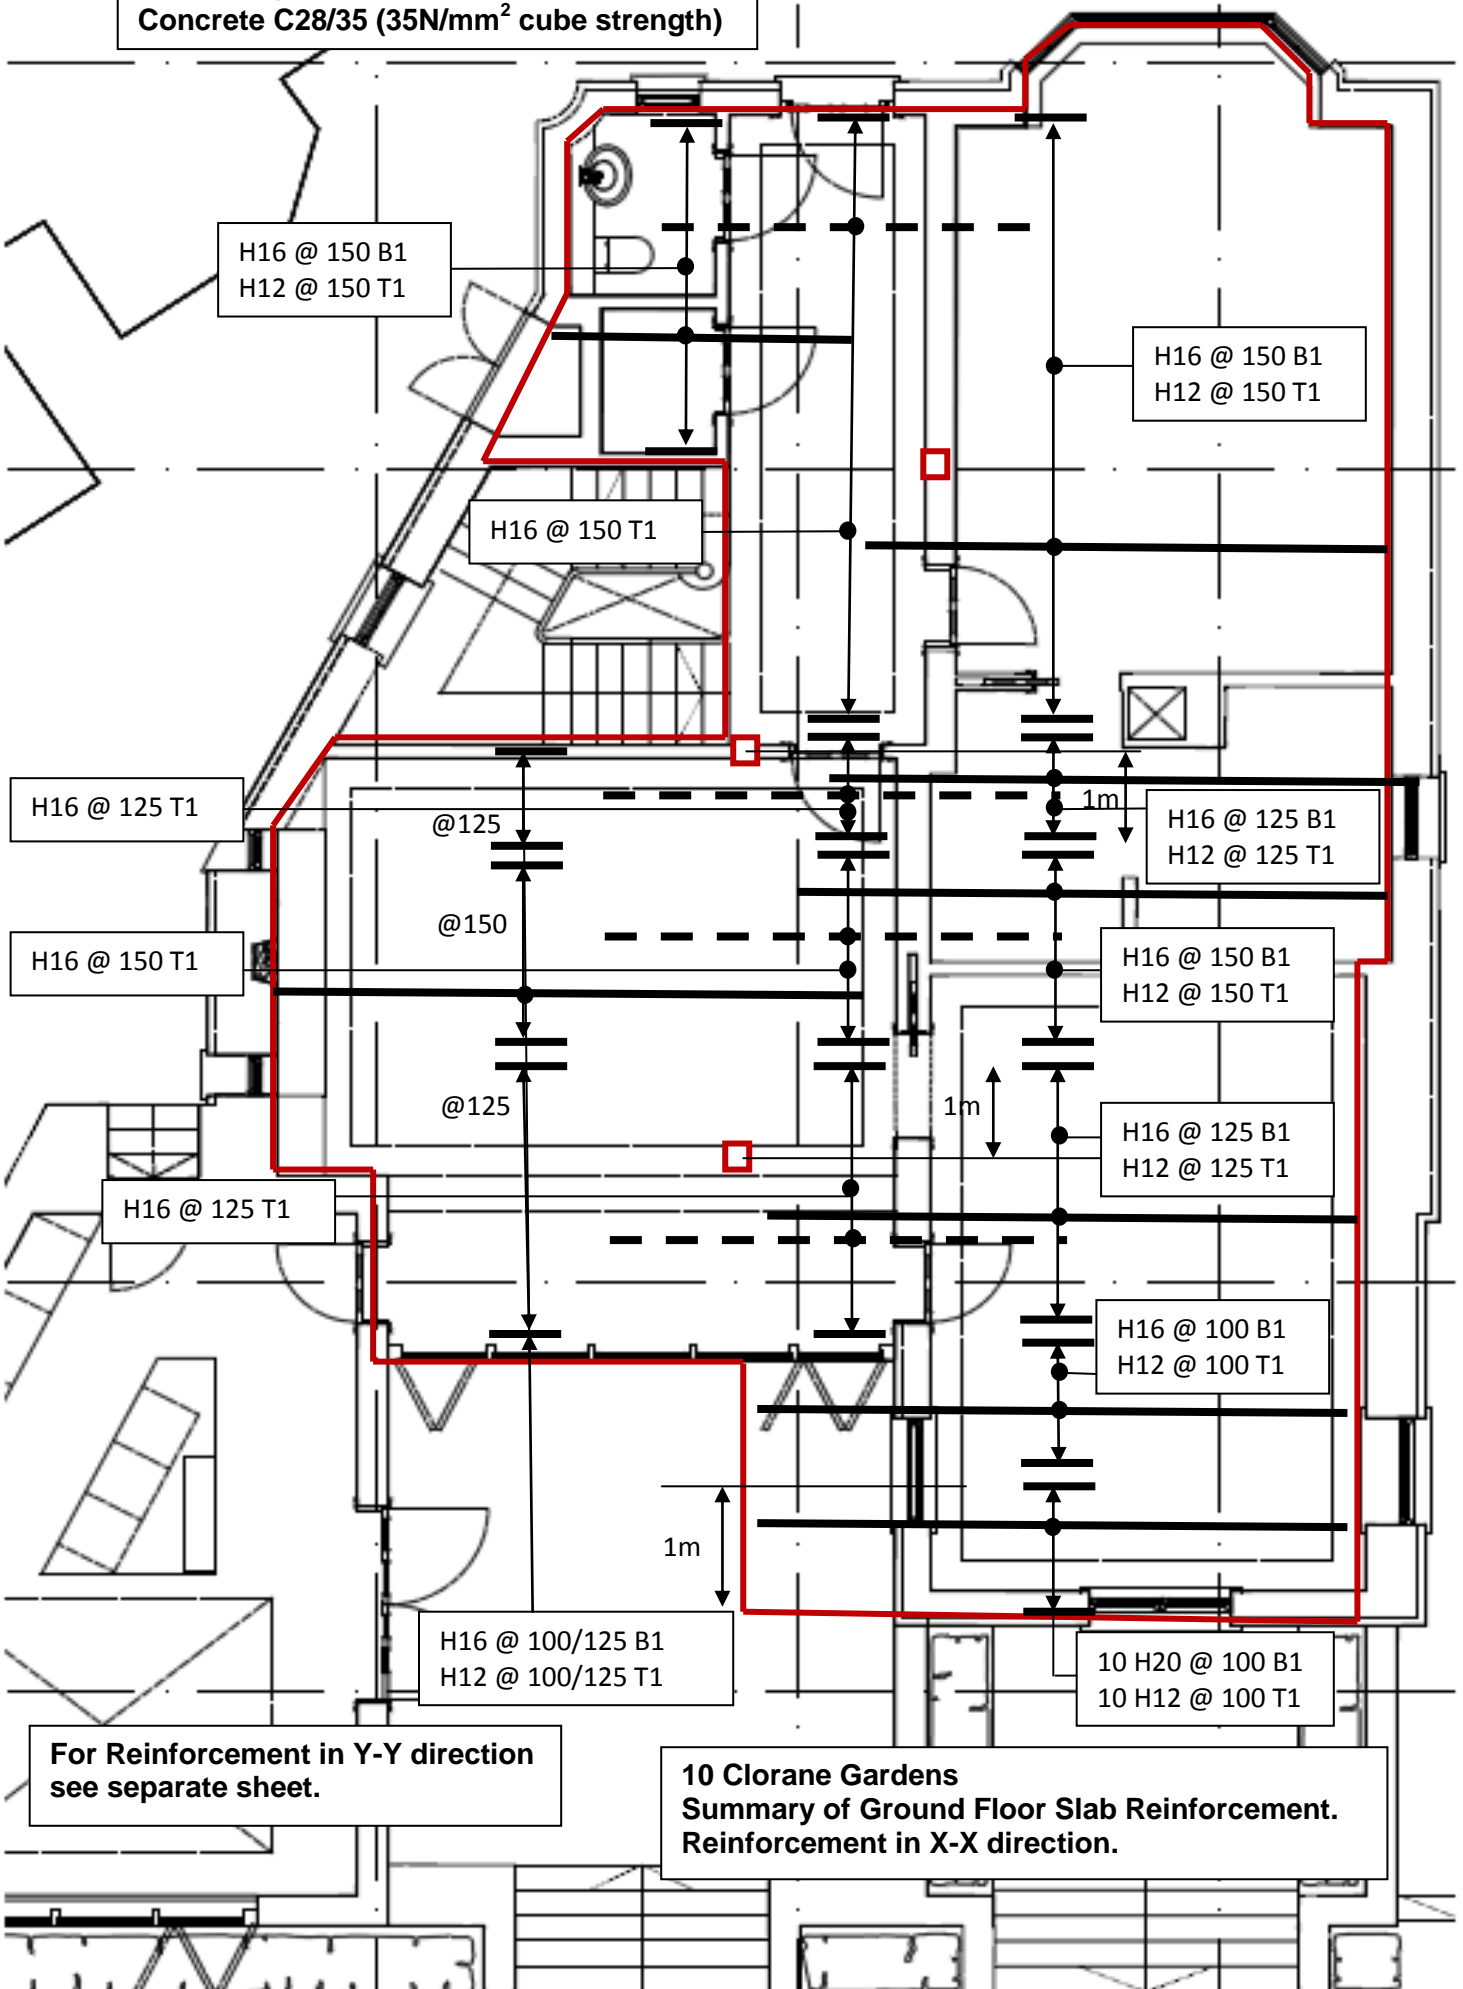 Concrete C28/35 (35N/mm² cube strength)
H16 @ 150 B1
H12 @ 150 T1
H16 @ 150 B1
H12 @ 150 T1
H16 @ 150 T1
H16 @ 125 T1
@125
1m
H16 @ 125 B1
H12 @ 125 T1
@150
H16 @ 150 T1
H16 @ 150 B1
H12 @ 150 T1
@125
1m
H16 @ 125 B1
H12 @ 125 T1
H16 @ 125 T1
H16 @ 100 B1
H12 @ 100 T1
1m
H16 @ 100/125 B1
H12 @ 100/125 T1
10 H20 @ 100 B1
10 H12 @ 100 T1
For Reinforcement in Y-Y direction
see separate sheet.
10 Clorane Gardens
Summary of Ground Floor Slab Reinforcement.
Reinforcement in X-X direction.